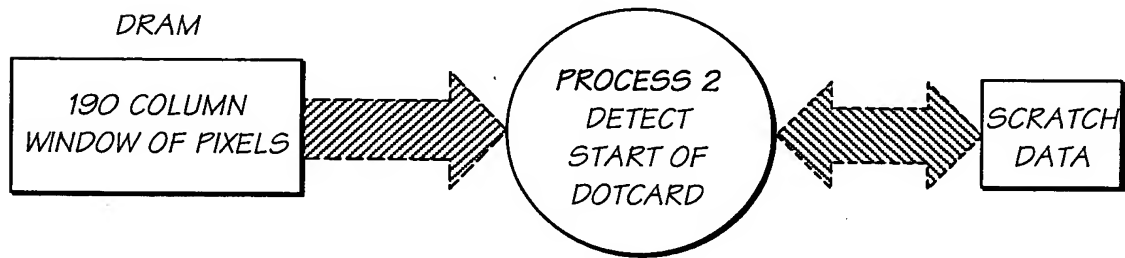 DRAM
190 COLUMN
WINDOW OF PIXELS
PROCESS 2
DETECT
START OF
DOTCARD
SCRATCH
DATA